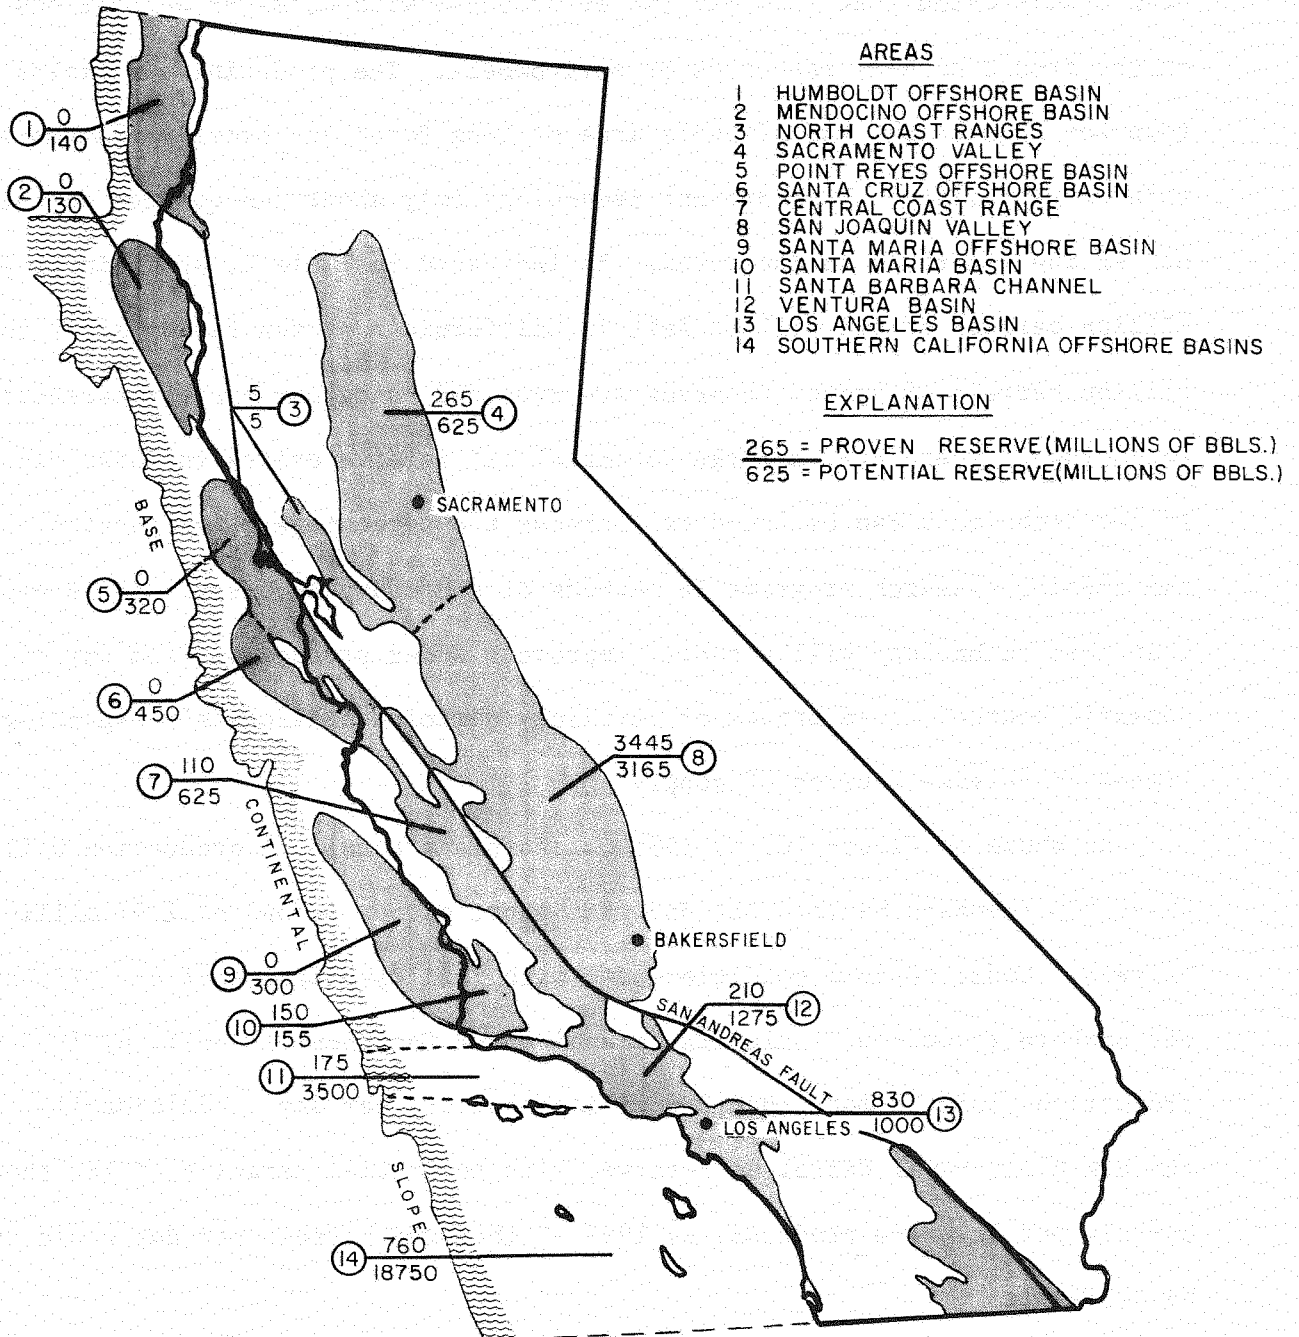 AREAS
1 HUMBOLDT OFFSHORE BASIN
2 MENDOCINO OFFSHORE BASIN
3 NORTH COAST RANGES
4 SACRAMENTO VALLEY
5 POINT REYES OFFSHORE BASIN
6 SANTA CRUZ OFFSHORE BASIN
7 CENTRAL COAST RANGE
8 SAN JOAQUIN VALLEY
9 SANTA MARIA OFFSHORE BASIN
10 SANTA MARIA BASIN
11 SANTA BARBARA CHANNEL
12 VENTURA BASIN
13 LOS ANGELES BASIN
14 SOUTHERN CALIFORNIA OFFSHORE BASINS
EXPLANATION
265 = PROVEN RESERVE (MILLIONS OF BBLS.)
625 = POTENTIAL RESERVE (MILLIONS OF BBLS.)
1 0
140
2 0
130
5 3
5
265 4
625
SACRAMENTO
BASE
5 0
320
6 0
450
7 110
625
3445 8
3165
CONTINENTAL
BAKERSFIELD
9 0
300
10 150
155
210 12
1275
SAN ANDREAS FAULT
11 175
3500
830 13
1000
LOS ANGELES
SLOPE
14 760
18750